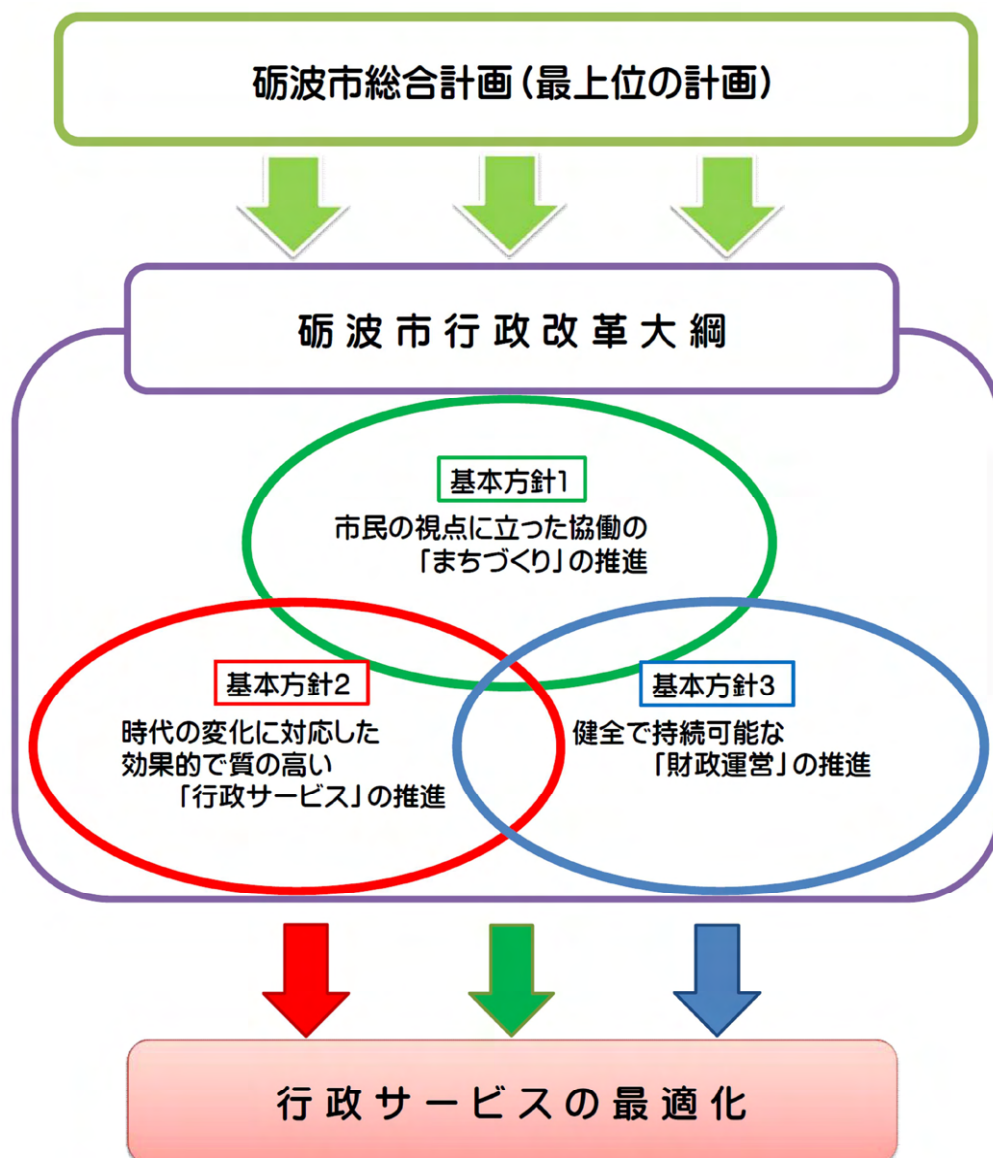 砺波市総合計画(最上位の計画)
砺波市行政改革大綱
基本方針1
市民の視点に立った協働の
「まちづくり」の推進
基本方針2
時代の変化に対応した
効果的で質の高い
「行政サービス」の推進
基本方針3
健全で持続可能な
「財政運営」の推進
行政サービスの最適化